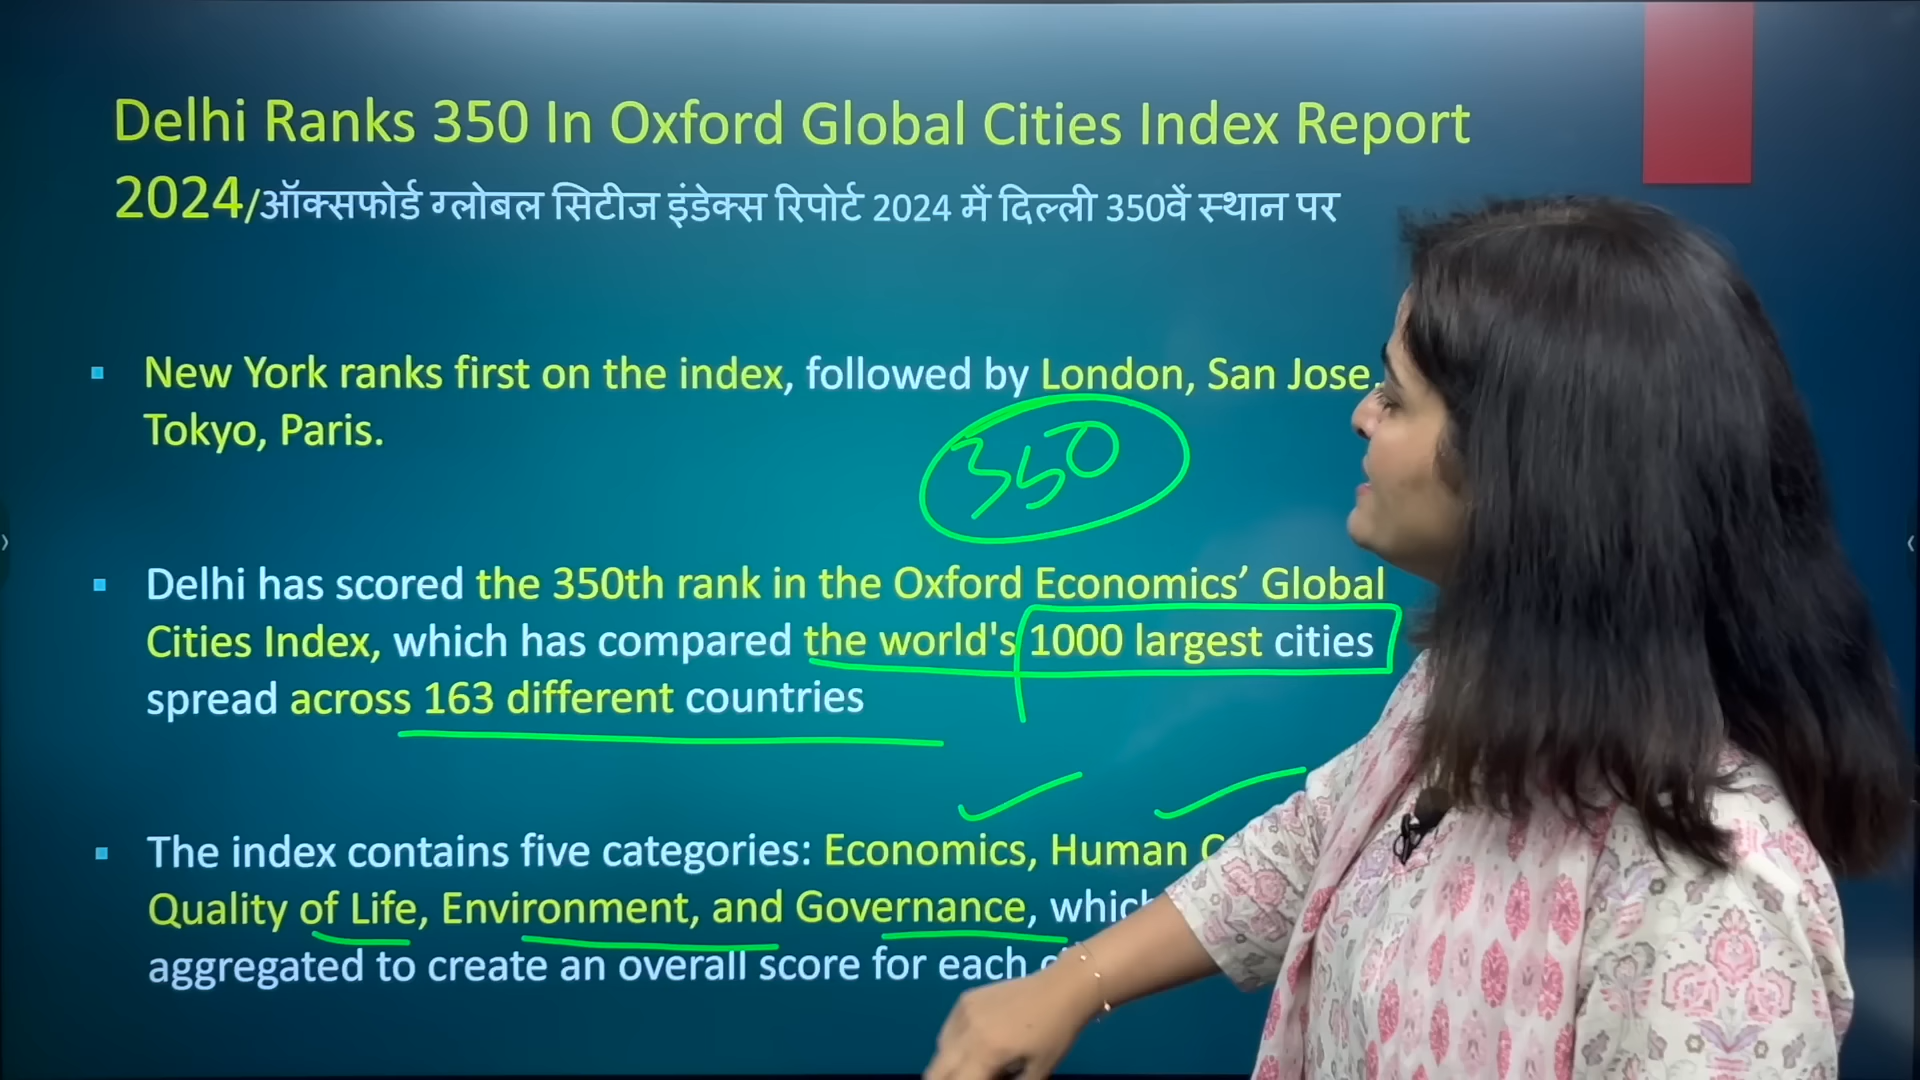 Delhi Ranks 350 In Oxford Global Cities Index Report
2024/ऑक्सफोर्ड ग्लोबल सिटीज इंडेक्स रिपोर्ट 2024 में दिल्ली 350वें स्थान पर
New York ranks first on the index, followed by London, San Jose,
Tokyo, Paris.
350
Delhi has scored the 350th rank in the Oxford Economics’ Global
Cities Index, which has compared the world's 1000 largest cities
spread across 163 different countries
The index contains five categories: Economics, Human
Quality of Life, Environment, and Governance,
aggregated to create an overall score for each